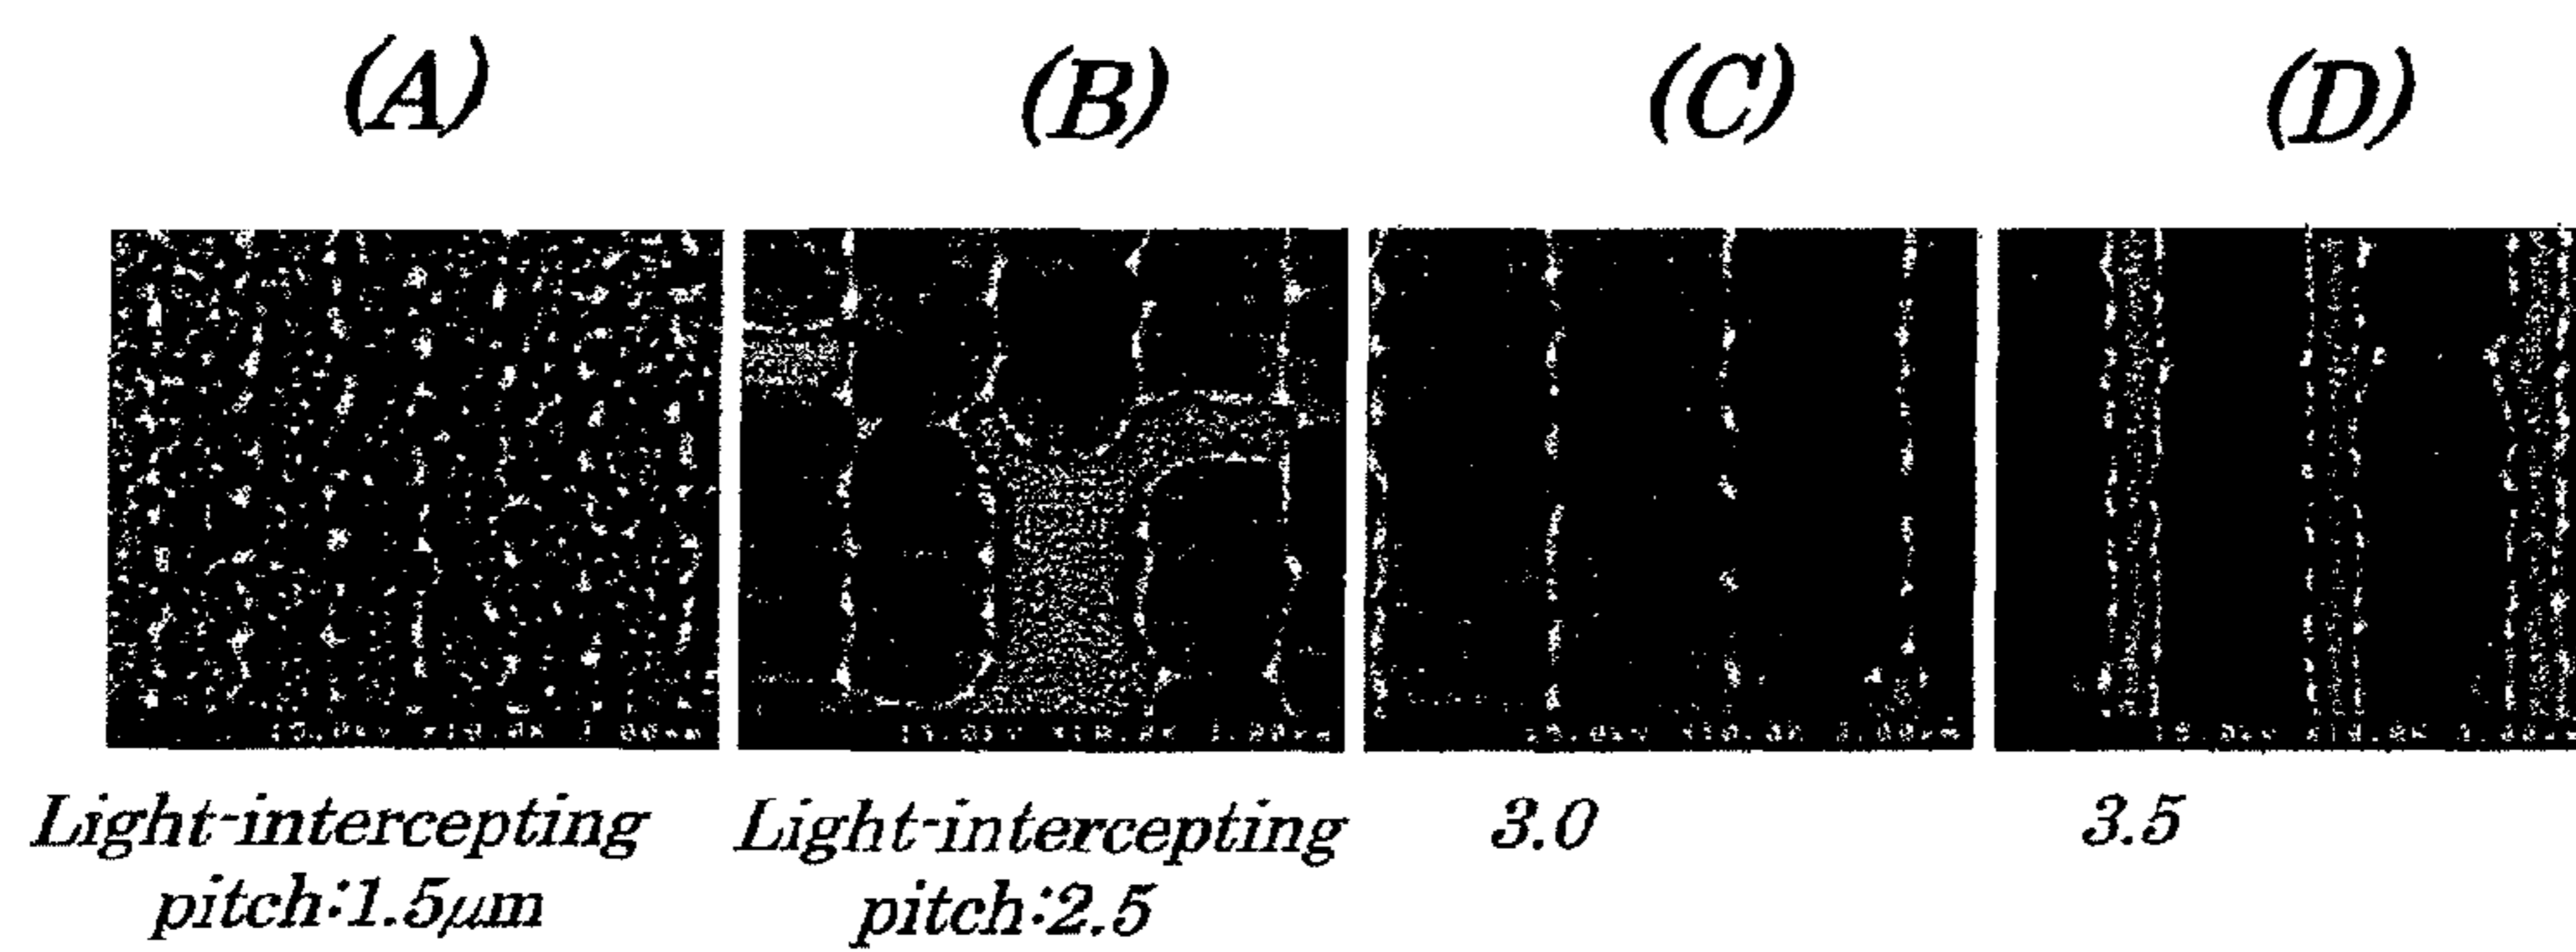 (A) (B) (C) (D)
Light-intercepting
pitch:1.5μm
Light-intercepting
pitch:2.5
3.0
3.5